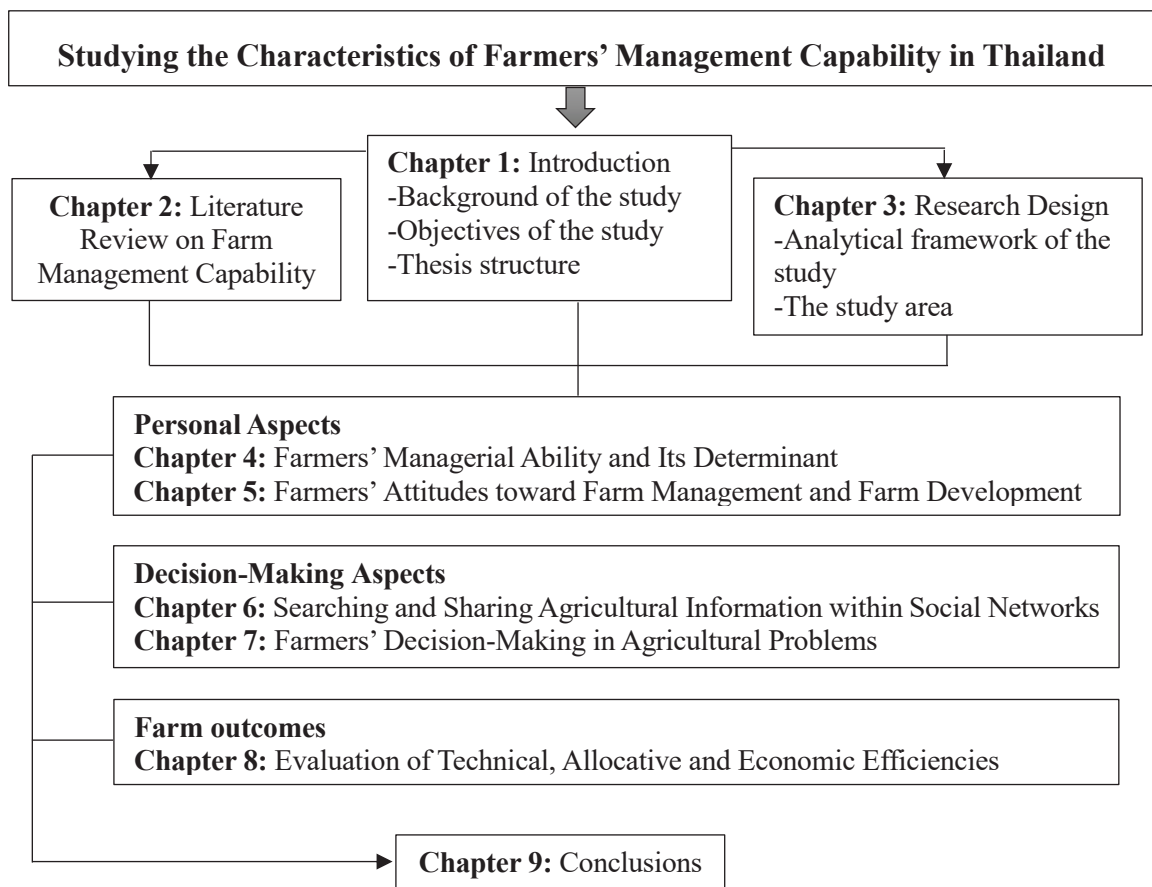 Studying the Characteristics of Farmers’ Management Capability in Thailand
Chapter 1: Introduction
-Background of the study
-Objectives of the study
-Thesis structure
Chapter 2: Literature
Review on Farm
Management Capability
Chapter 3: Research Design
-Analytical framework of the
study
-The study area
Personal Aspects
Chapter 4: Farmers’ Managerial Ability and Its Determinant
Chapter 5: Farmers’ Attitudes toward Farm Management and Farm Development
Decision-Making Aspects
Chapter 6: Searching and Sharing Agricultural Information within Social Networks
Chapter 7: Farmers’ Decision-Making in Agricultural Problems
Farm outcomes
Chapter 8: Evaluation of Technical, Allocative and Economic Efficiencies
Chapter 9: Conclusions